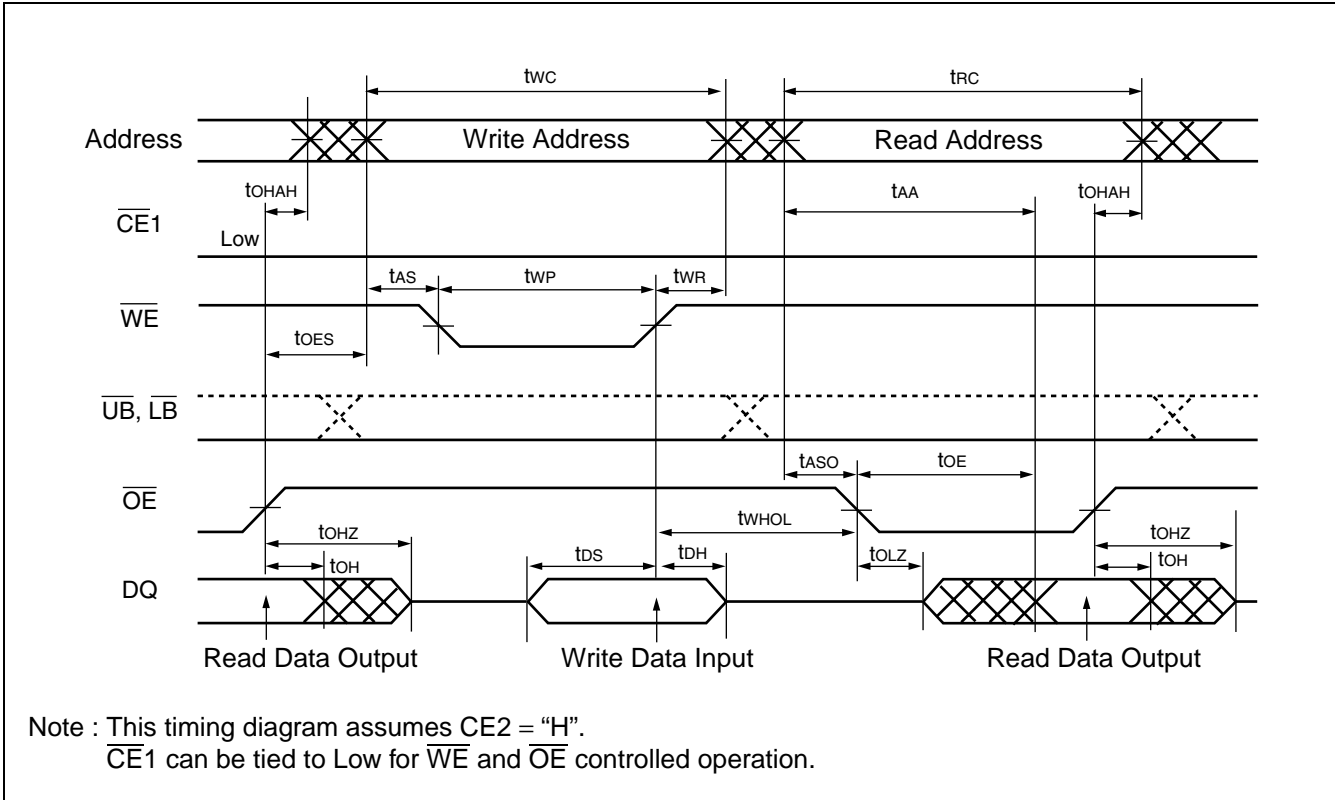 tWC
tRC
Address
Write Address
Read Address
tOHAH
tAA
tOHAH
CE1
Low
tAS
tWP
tWR
WE
tOES
UB, LB
tASO
tOE
OE
tWHOL
tOHZ
tOHZ
tDS
tDH
tOLZ
tOH
tOH
DQ
Read Data Output
Write Data Input
Read Data Output
Note : This timing diagram assumes CE2 = “H”.
CE1 can be tied to Low for WE and OE controlled operation.